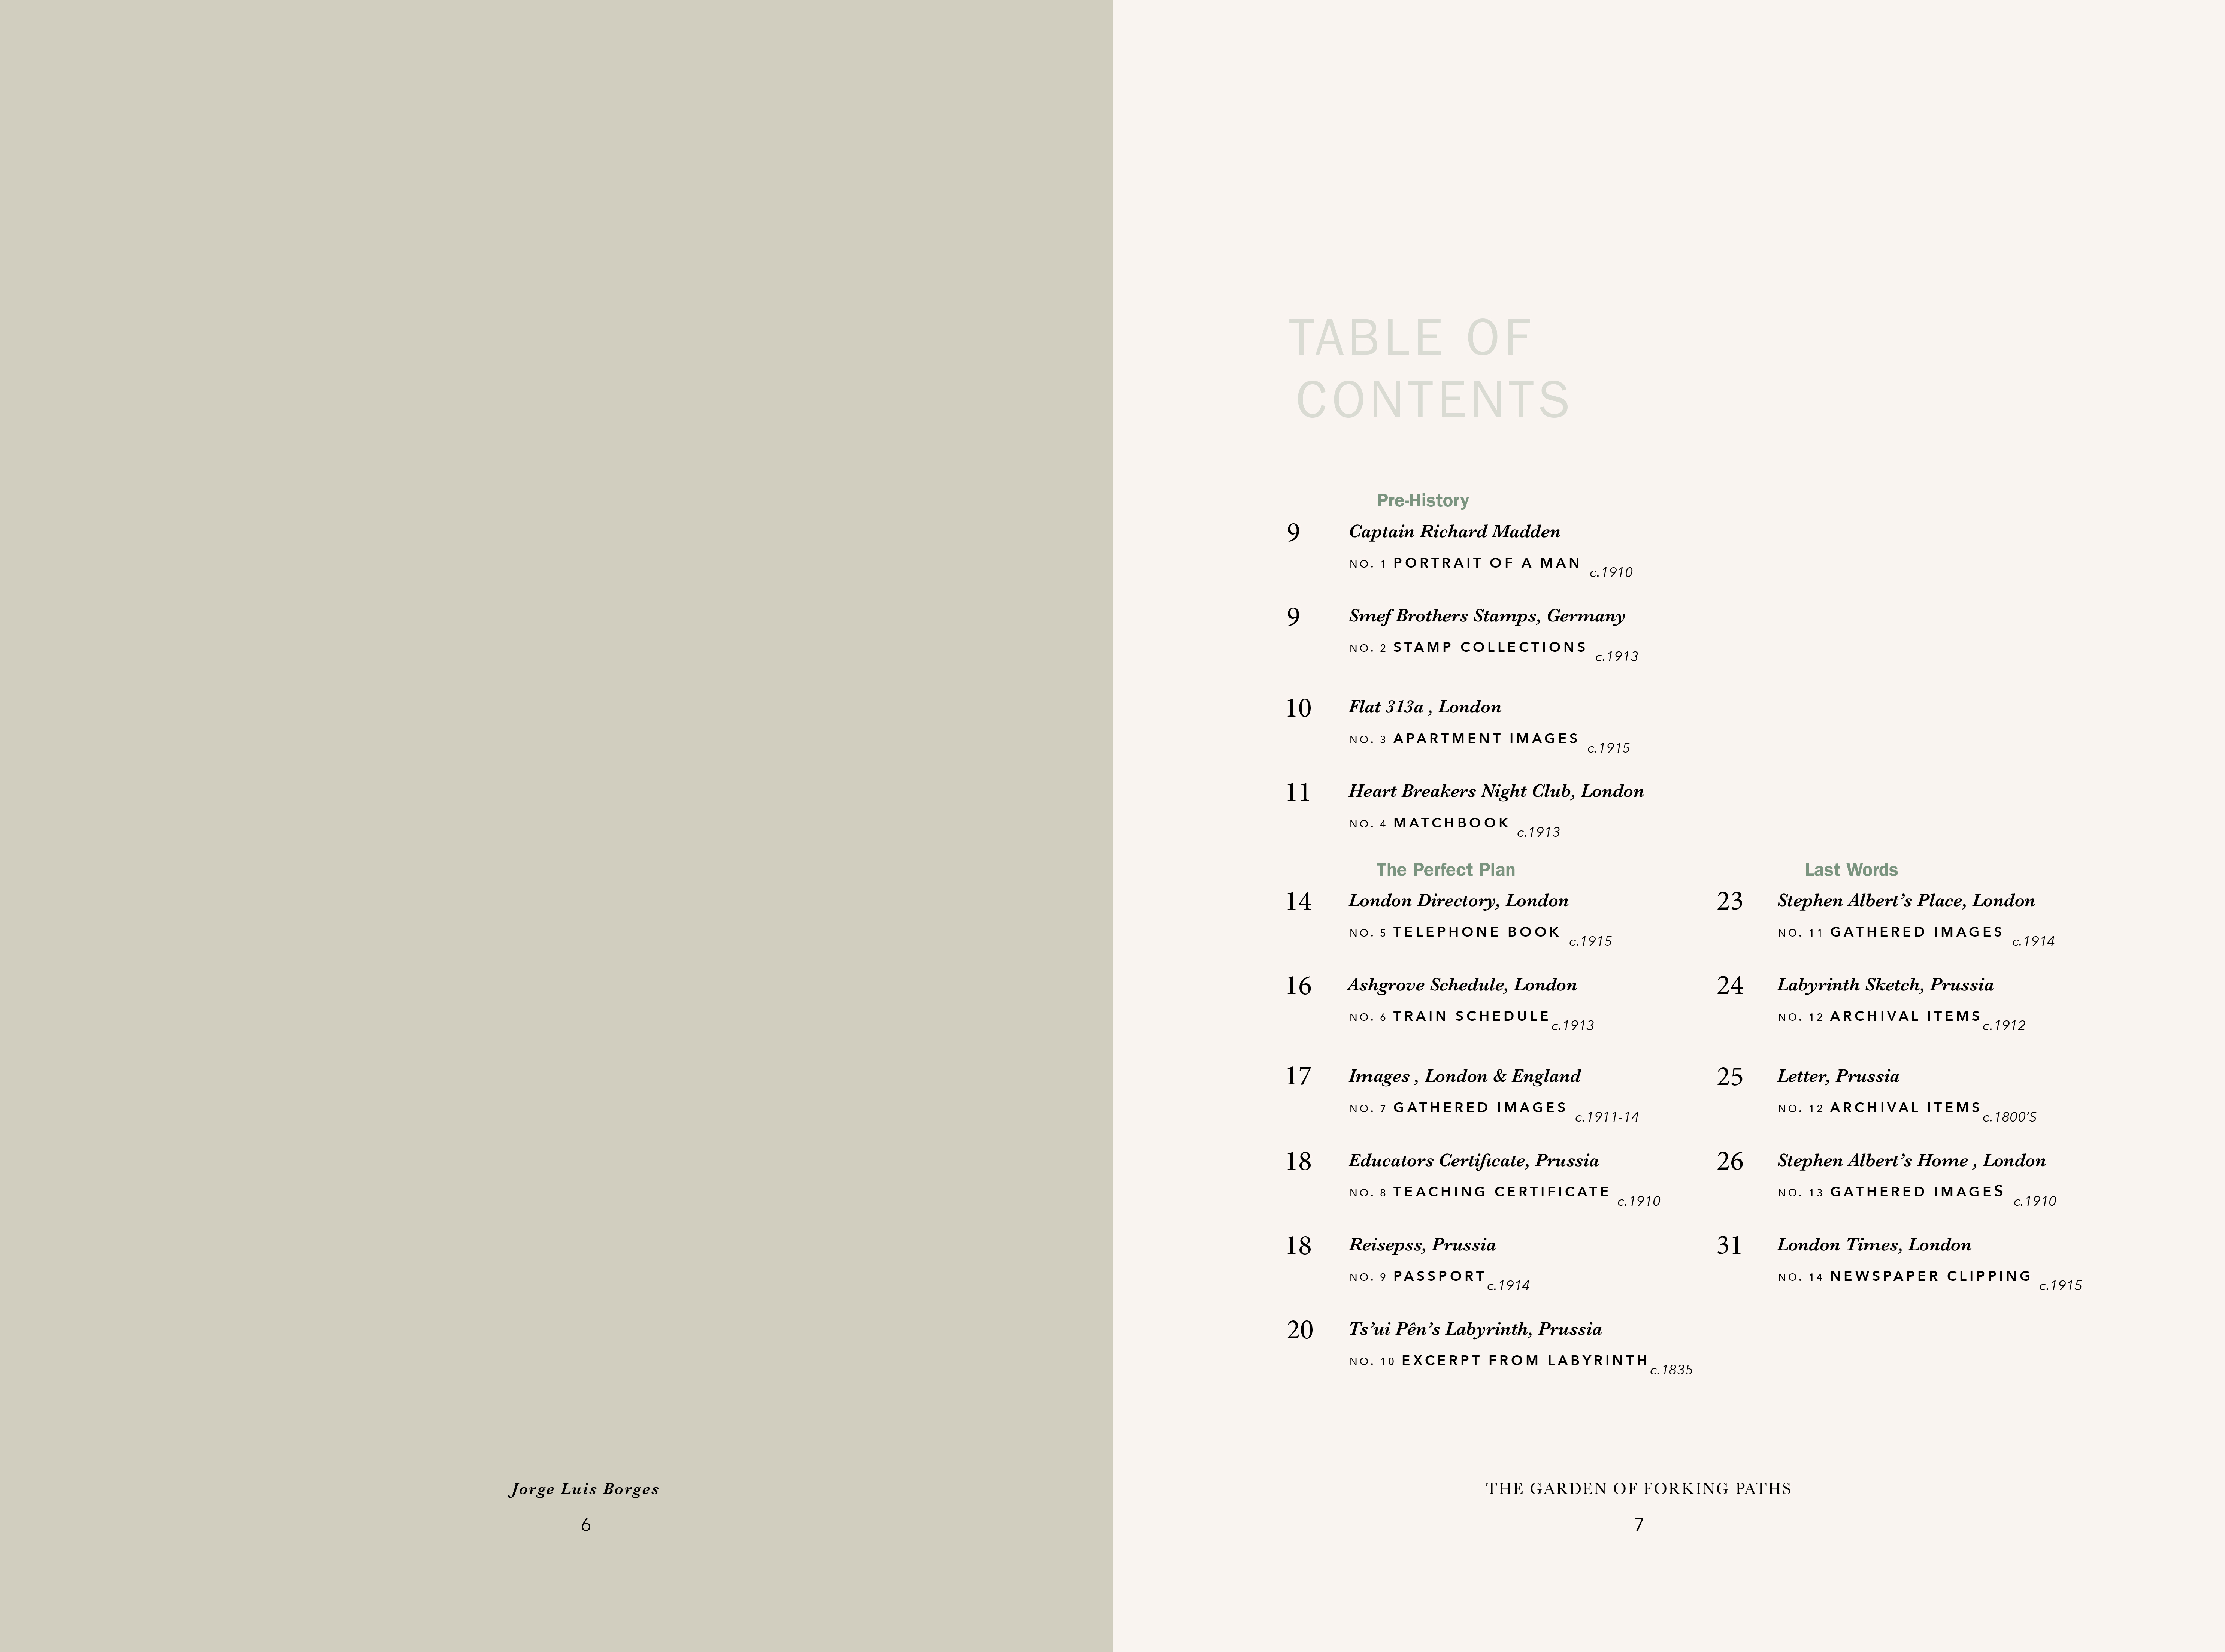 Jorge Luis Borges
6
TABLE OF
CONTENTS
Pre-History
9 Captain Richard Madden
NO. 1 PORTRAIT OF A MAN c.1910
9 Smef Brothers Stamps, Germany
NO. 2 STAMP COLLECTIONS c.1913
10 Flat 313a , London
NO. 3 APARTMENT IMAGES c.1915
11 Heart Breakers Night Club, London
NO. 4 MATCHBOOK c.1913
The Perfect Plan
14 London Directory, London
NO. 5 TELEPHONE BOOK c.1915
16 Ashgrove Schedule, London
NO. 6 TRAIN SCHEDULE c.1913
17 Images , London & England
NO. 7 GATHERED IMAGES c.1911-14
18 Educators Certificate, Prussia
NO. 8 TEACHING CERTIFICATE c.1910
18 Reisepss, Prussia
NO. 9 PASSPORT c.1914
20 Ts’ui Pên’s Labyrinth, Prussia
NO. 10 EXCERPT FROM LABYRINTH c.1835
Last Words
23 Stephen Albert’s Place, London
NO. 11 GATHERED IMAGES c.1914
24 Labyrinth Sketch, Prussia
NO. 12 ARCHIVAL ITEMS c.1912
25 Letter, Prussia
NO. 12 ARCHIVAL ITEMS c.1800'S
26 Stephen Albert’s Home , London
NO. 13 GATHERED IMAGES c.1910
31 London Times, London
NO. 14 NEWSPAPER CLIPPING c.1915
THE GARDEN OF FORKING PATHS
7